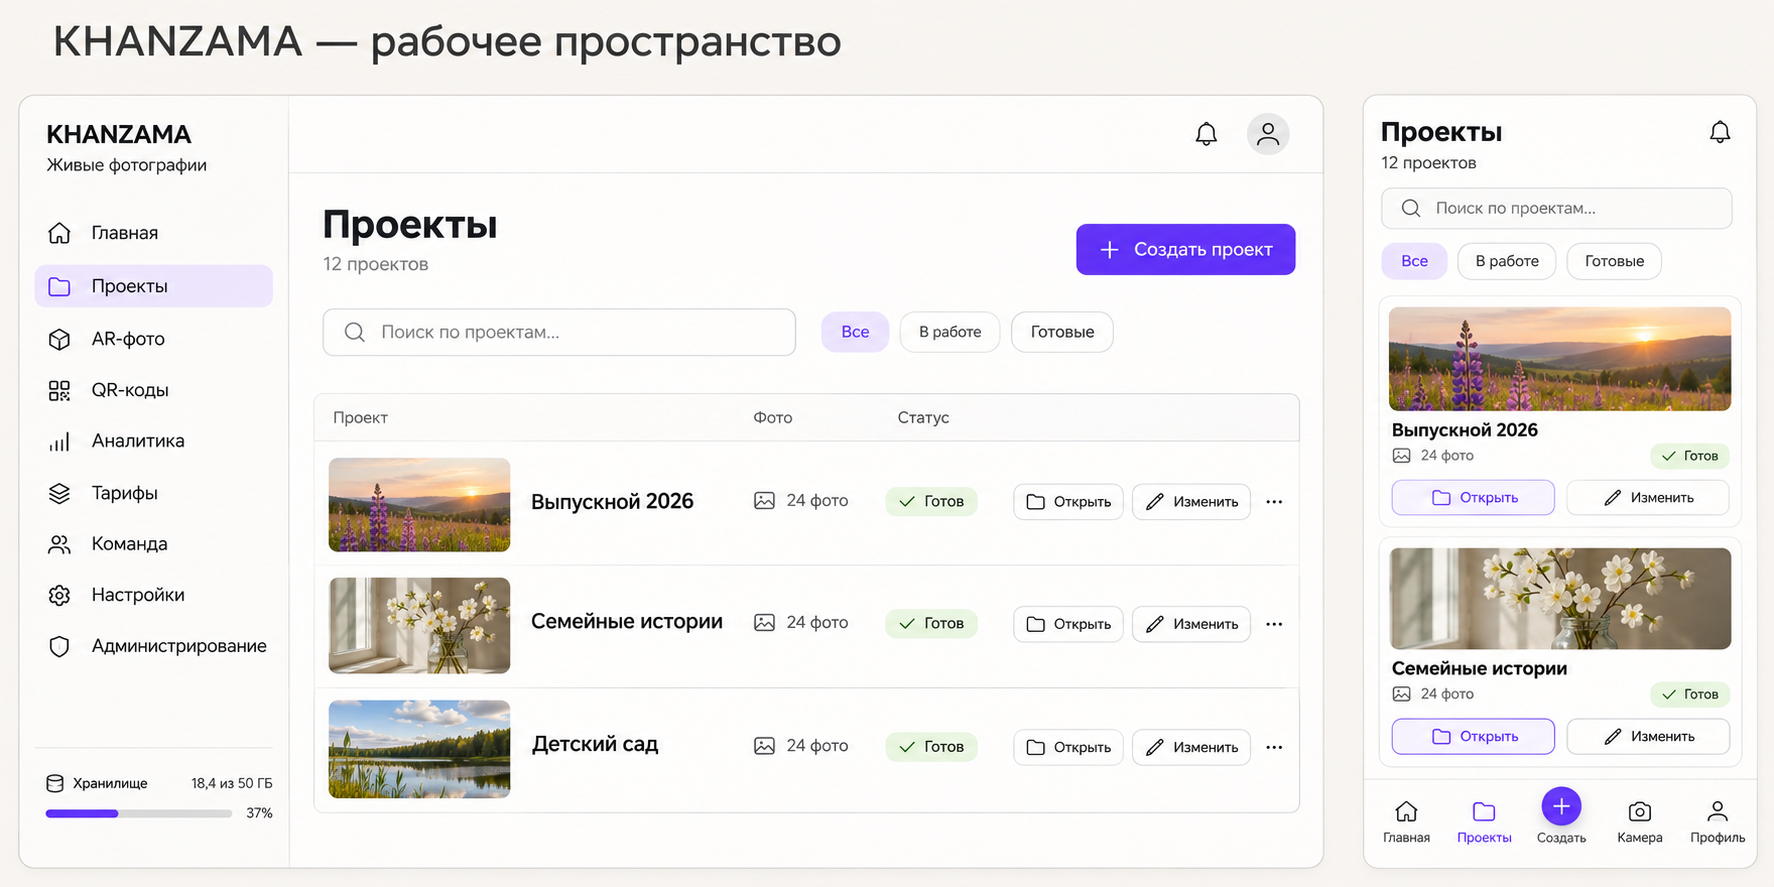 KHANZAMA — рабочее пространство
KHANZAMA
Живые фотографии
Главная
Проекты
AR-фото
QR-коды
Аналитика
Тарифы
Команда
Настройки
Администрирование
Хранилище 18,4 из 50 ГБ
37%
Проекты
12 проектов
Создать проект
Поиск по проектам...
Все В работе Готовые
Проект Фото Статус
Выпускной 2026 24 фото Готов Открыть Изменить
Семейные истории 24 фото Готов Открыть Изменить
Детский сад 24 фото Готов Открыть Изменить
Проекты
12 проектов
Поиск по проектам...
Все В работе Готовые
Выпускной 2026
24 фото Готов
Открыть Изменить
Семейные истории
24 фото Готов
Открыть Изменить
Главная Проекты Создать Камера Профиль